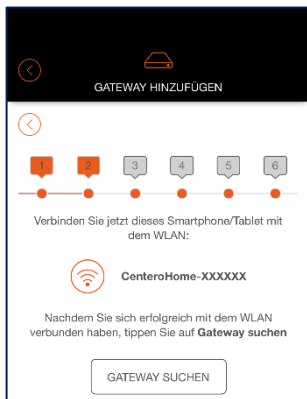 GATEWAY HINZUFÜGEN
1 2 3 4 5 6
Verbinden Sie jetzt dieses Smartphone/Tablet mit
dem WLAN:
CenteroHome-XXXXXX
Nachdem Sie sich erfolgreich mit dem WLAN
verbunden haben, tippen Sie auf Gateway suchen
GATEWAY SUCHEN